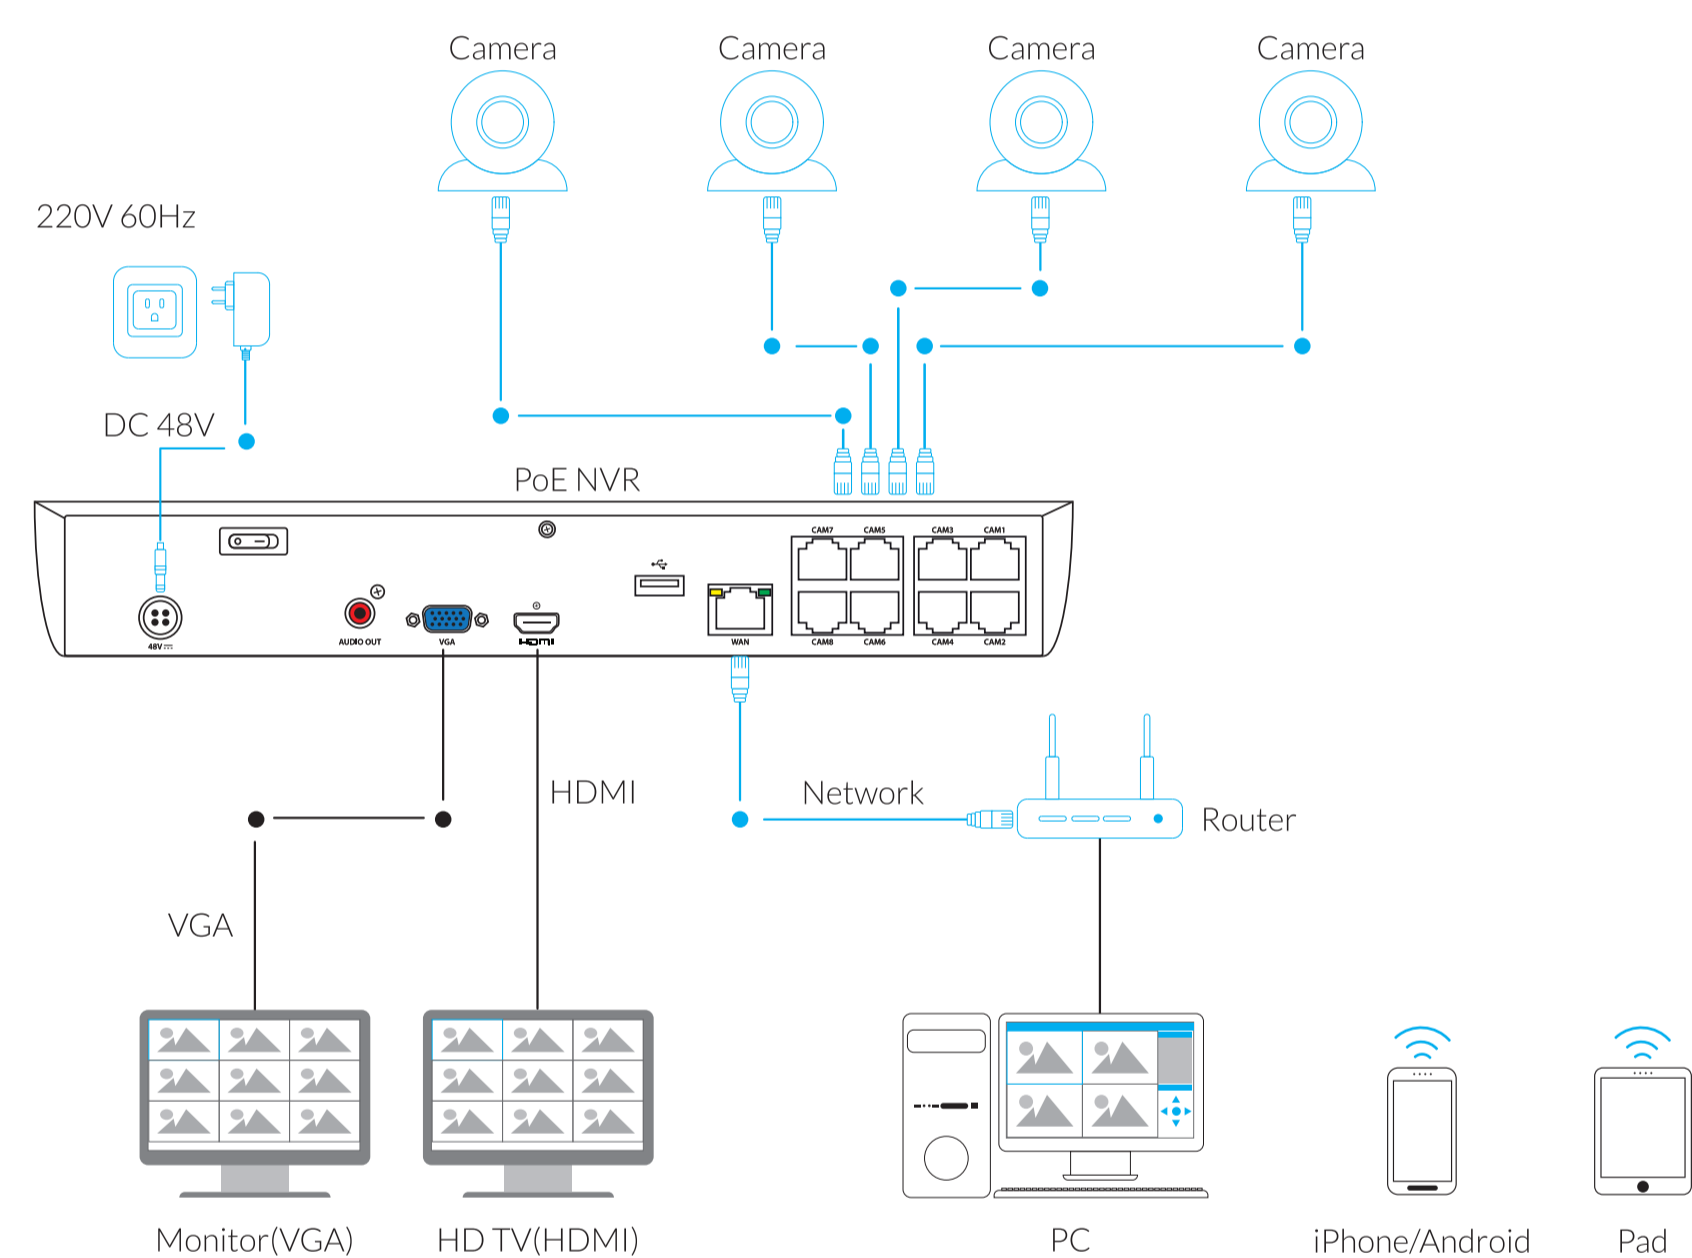 Camera Camera Camera Camera
220V 60Hz
DC 48V
PoE NVR
CAM7 CAM5 CAM3 CAM1
48V
AUDIO OUT
VGA
HDMI
WAN
CAM8 CAM6 CAM4 CAM2
HDMI
Network
Router
VGA
Monitor(VGA)
HD TV(HDMI)
PC
iPhone/Android
Pad